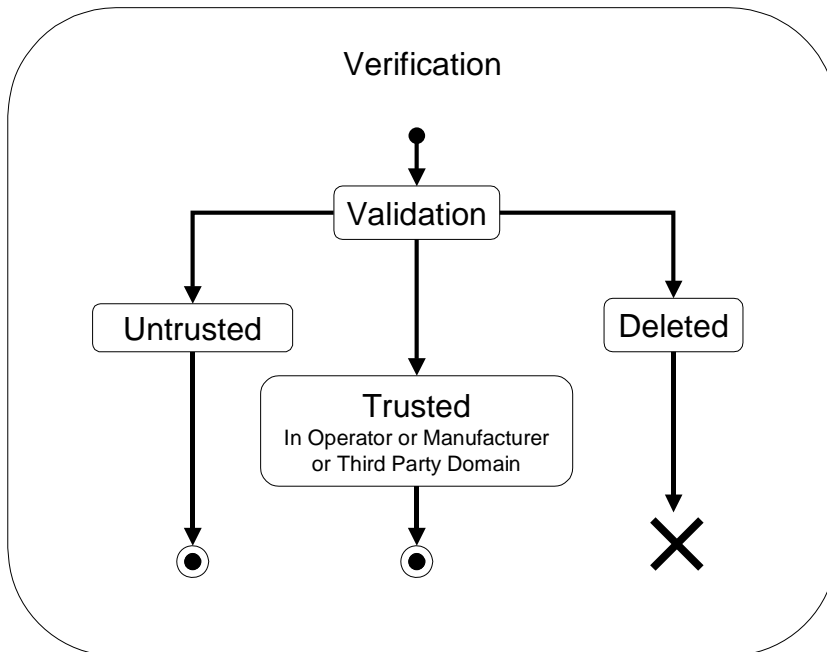 Verification
Validation
Untrusted
Deleted
Trusted
In Operator or Manufacturer
or Third Party Domain